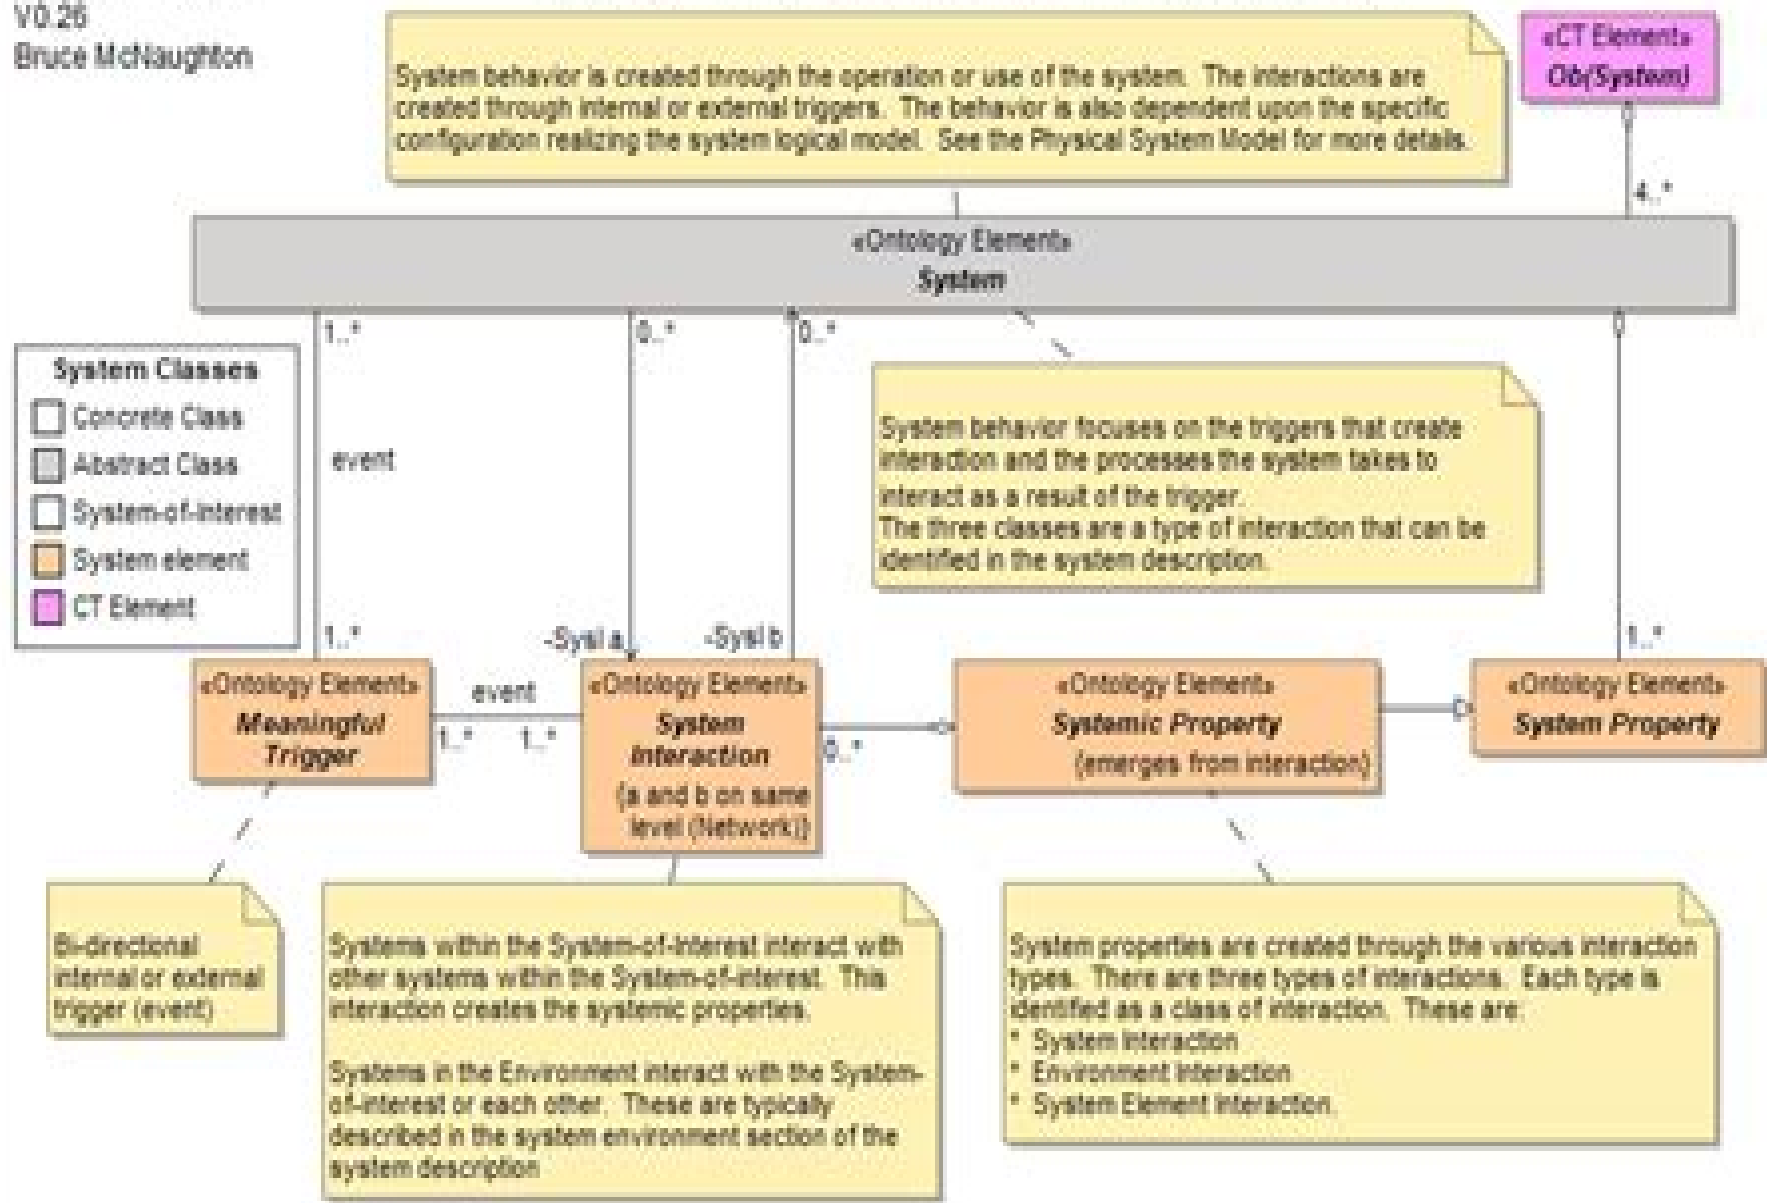 V0.26
Bruce McNaughton
System behavior is created through the operation or use of the system. The interactions are
created through internal or external triggers. The behavior is also dependent upon the specific
configuration realizing the system logical model. See the Physical System Model for more details.
«CT Element»
Ob(System)
4..*
«Ontology Element»
System
1..*
0..*
0..*
System Classes
Concrete Class
Abstract Class
System-of-Interest
System element
CT Element
event
System behavior focuses on the triggers that create
interaction and the processes the system takes to
interact as a result of the trigger.
The three classes are a type of interaction that can be
identified in the system description.
1..*
-SysI a
-SysI b
1..*
«Ontology Element»
Meaningful
Trigger
event
1..*
1..*
«Ontology Element»
System
Interaction
{a and b on same
level (Network)}
0..*
«Ontology Element»
Systemic Property
{emerges from interaction}
«Ontology Element»
System Property
Bi-directional
internal or external
trigger (event)
Systems within the System-of-Interest interact with
other systems within the System-of-interest. This
interaction creates the systemic properties.
Systems in the Environment interact with the System-
of-interest or each other. These are typically
described in the system environment section of the
system description
System properties are created through the various interaction
types. There are three types of interactions. Each type is
identified as a class of interaction. These are:
* System Interaction
* Environment Interaction
* System Element Interaction.